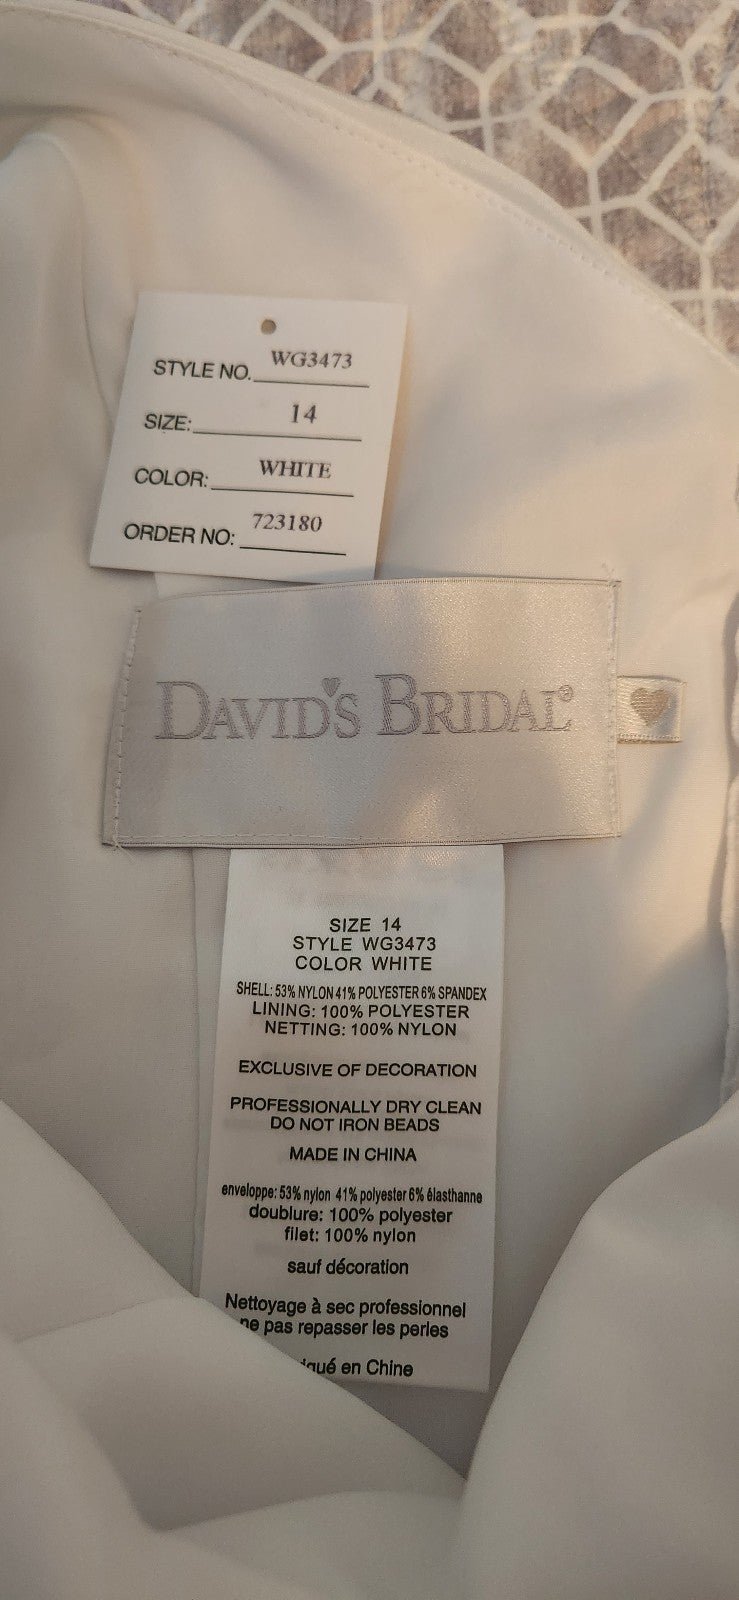 STYLE NO. WG3473
SIZE: 14
COLOR: WHITE
ORDER NO: 723180
DAVID'S BRIDAL®
SIZE 14
STYLE WG3473
COLOR WHITE
SHELL: 53% NYLON 41% POLYESTER 6% SPANDEX
LINING: 100% POLYESTER
NETTING: 100% NYLON
EXCLUSIVE OF DECORATION
PROFESSIONALLY DRY CLEAN
DO NOT IRON BEADS
MADE IN CHINA
enveloppe: 53% nylon 41% polyester 6% élasthanne
doublure: 100% polyester
filet: 100% nylon
sauf décoration
Nettoyage à sec professionnel
ne pas repasser les perles
en Chine